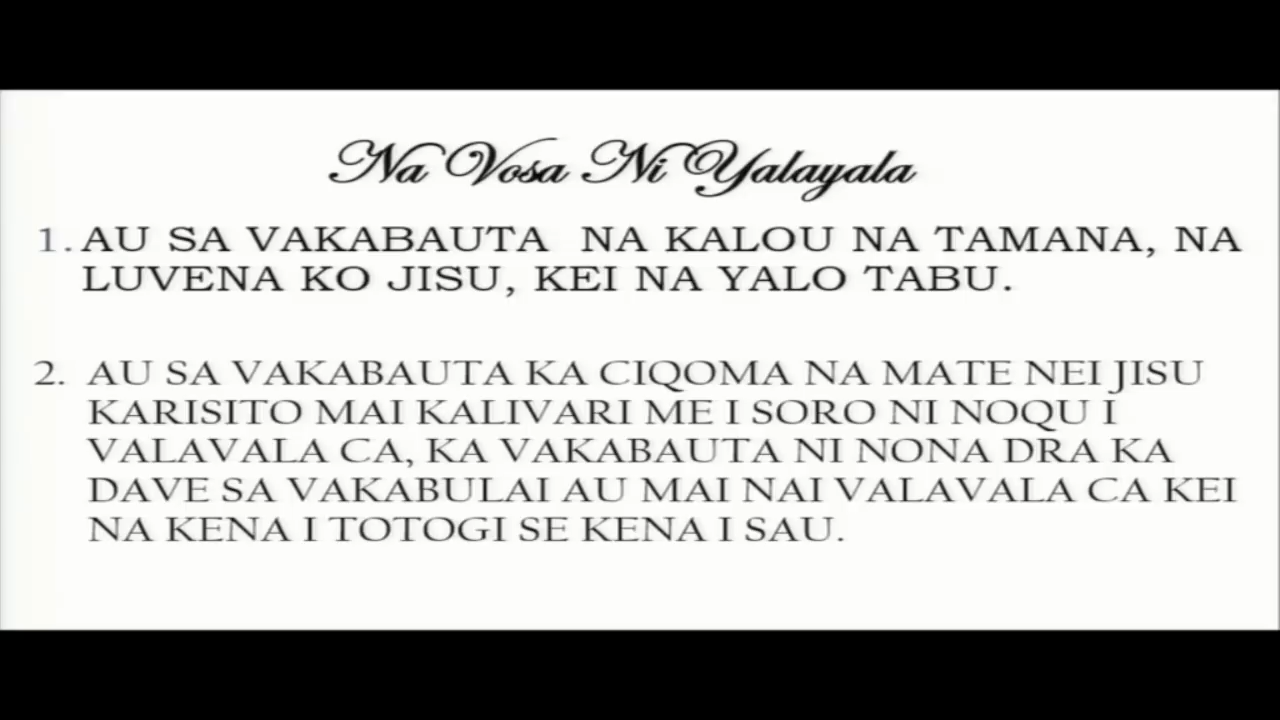 Na Vosa Ni Yalayala
1. AU SA VAKABAUTA NA KALOU NA TAMANA, NA
LUVENA KO JISU, KEI NA YALO TABU.
2. AU SA VAKABAUTA KA CIQOMA NA MATE NEI JISU
KARISITO MAI KALIVARI ME I SORO NI NOQU I
VALAVALA CA, KA VAKABAUTA NI NONA DRA KA
DAVE SA VAKABULAI AU MAI NAI VALAVALA CA KEI
NA KENA I TOTOGI SE KENA I SAU.